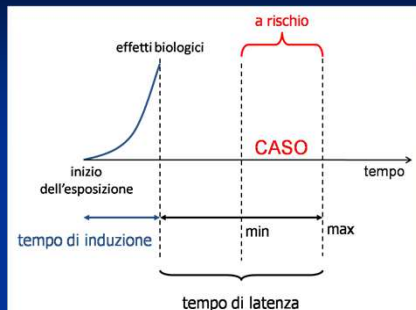 a rischio
effetti biologici
CASO
tempo
inizio
dell'esposizione
tempo di induzione
min
max
tempo di latenza